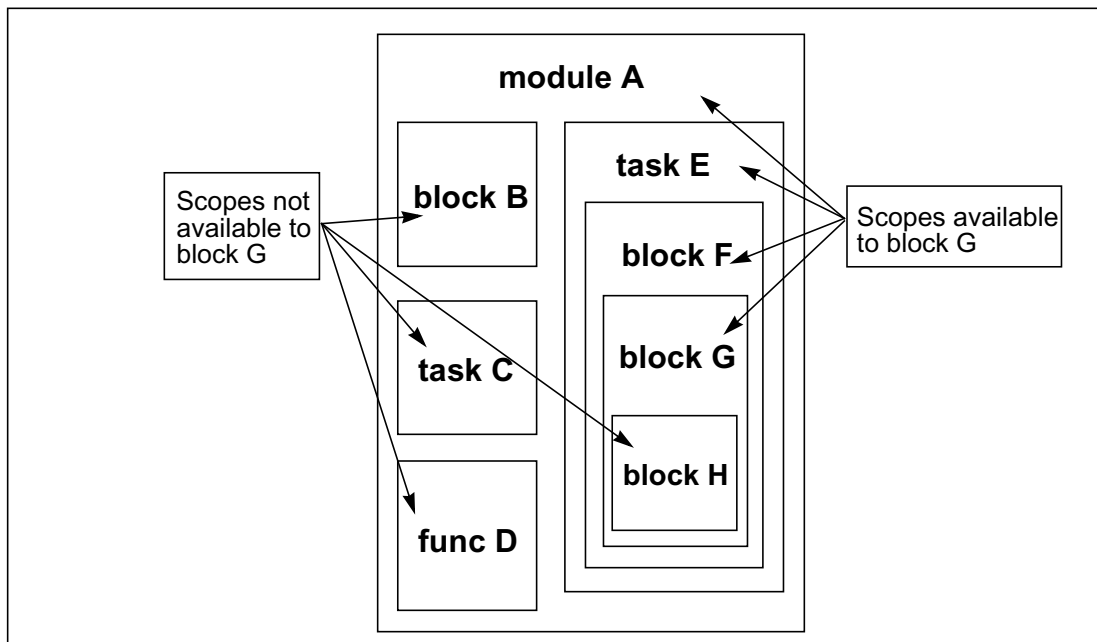 module A
task E
block B
Scopes not
available to
block G
Scopes available
to block G
block F
block G
task C
block H
func D